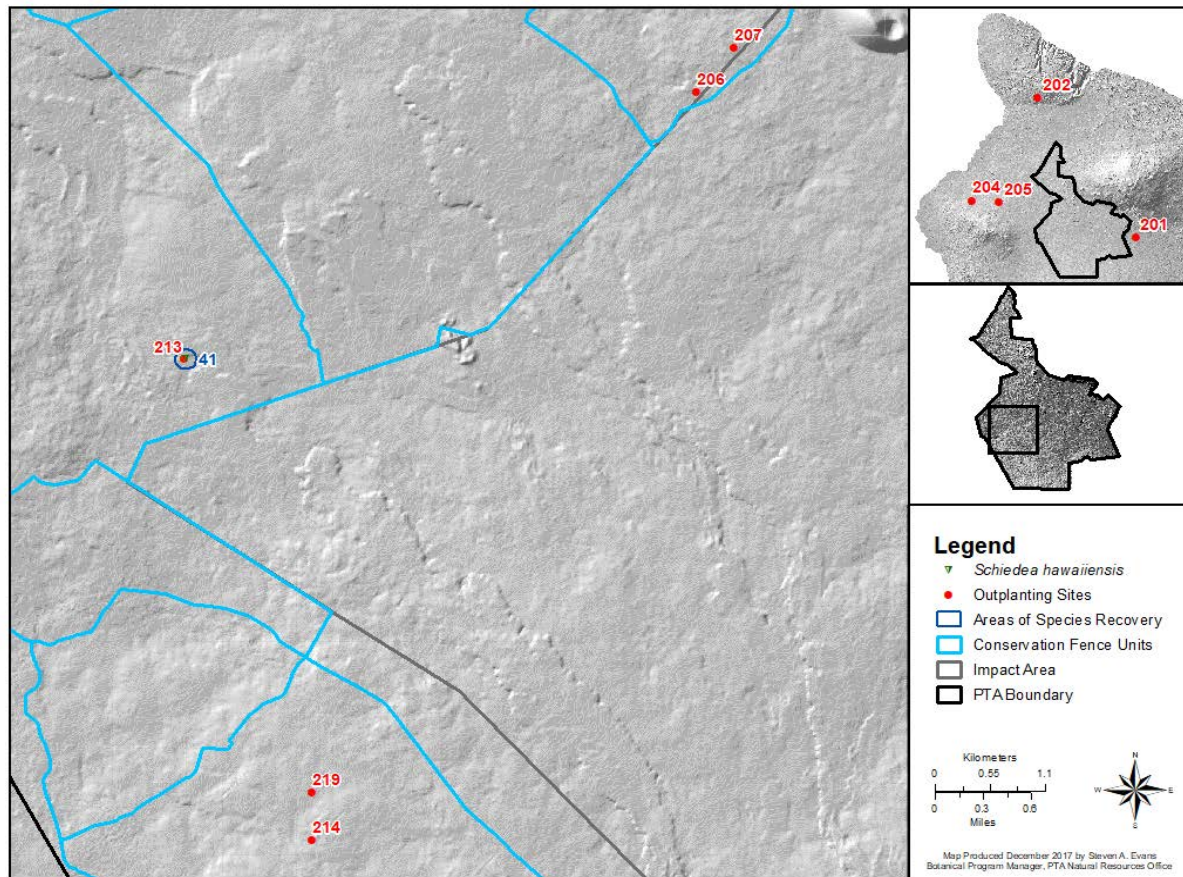 207
206
213
41
219
214
202
204
205
201
Legend
Schiedea hawaiiensis
Outplanting Sites
Areas of Species Recovery
Conservation Fence Units
Impact Area
PTA Boundary
Kilometers
0 0.55 1.1
0 0.3 0.6
Miles
N
W E
S
Map Produced December 2017 by Steven A. Evans
Botanical Program Manager, PTA Natural Resources Office